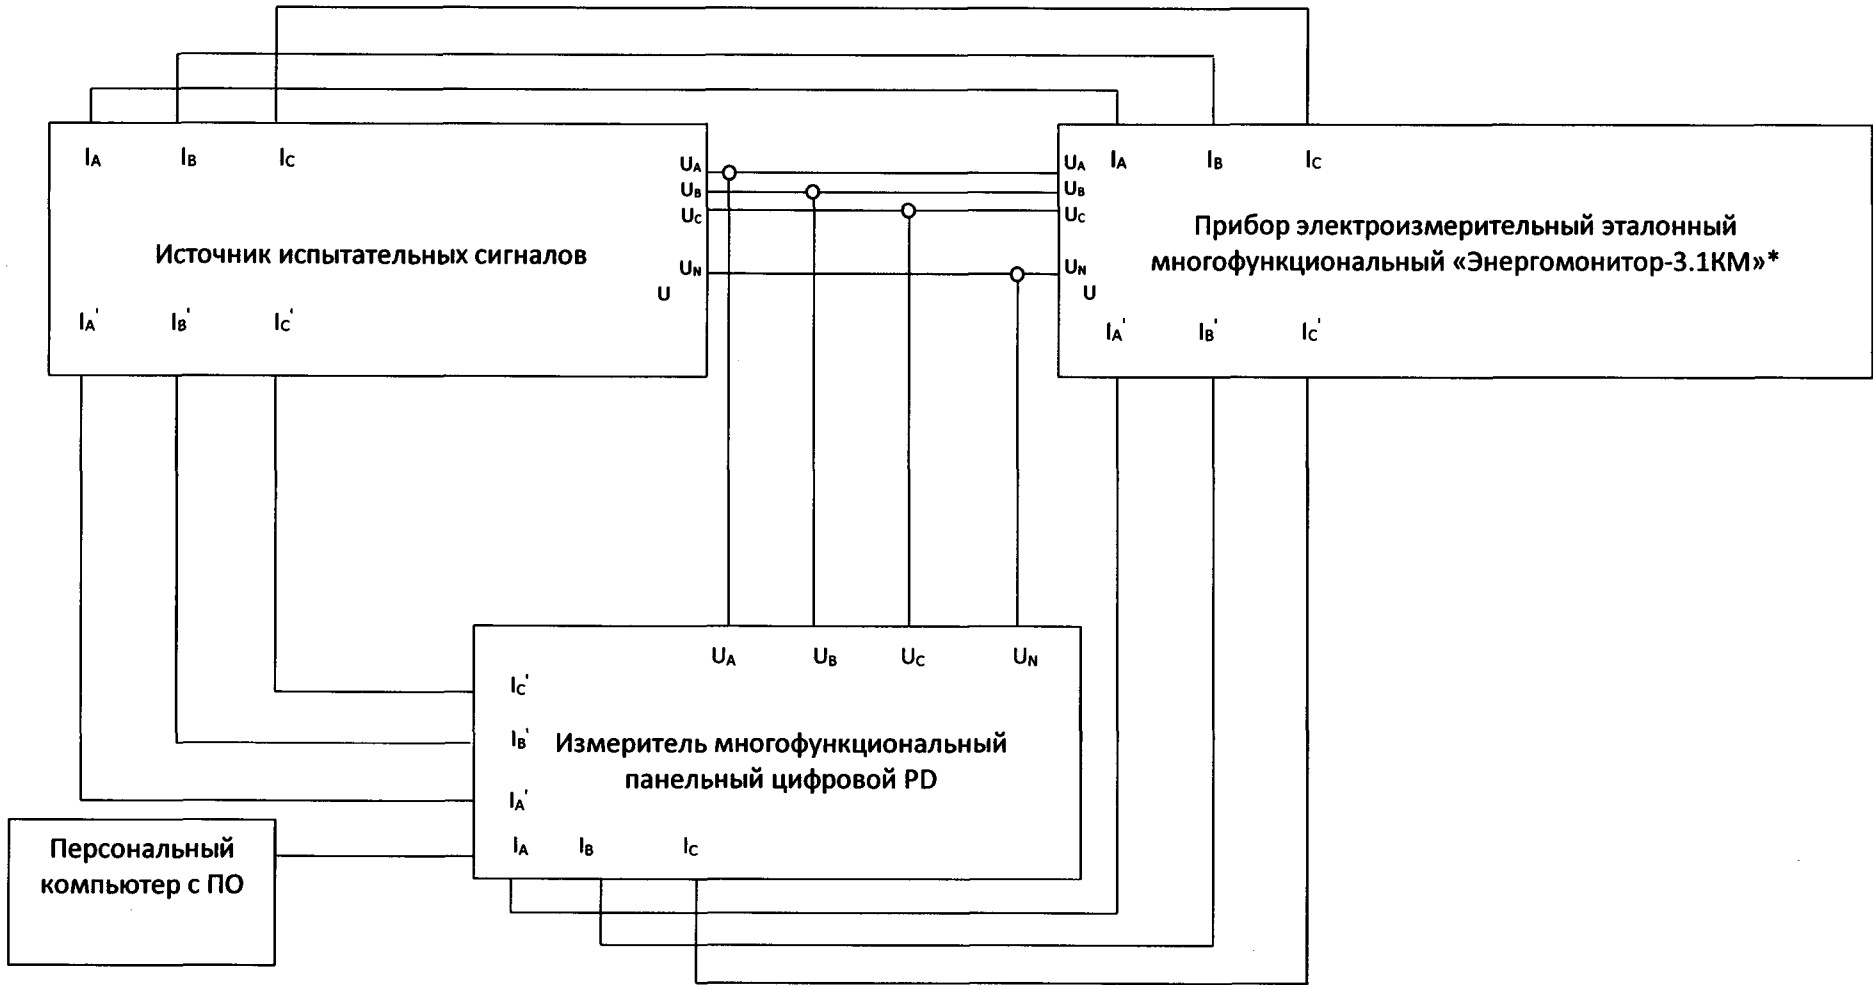 IA IB IC
UA
UB
UC
UN
U
Источник испытательных сигналов
IA' IB' IC'
UA IA IB IC
UB
UC
UN
U
Прибор электроизмерительный эталонный
многофункциональный «Энергомонитор-3.1КМ»*
IA' IB' IC'
UA UB UC UN
IC'
IB'
IA'
Измеритель многофункциональный
панельный цифровой PD
IA IB IC
Персональный
компьютер с ПО